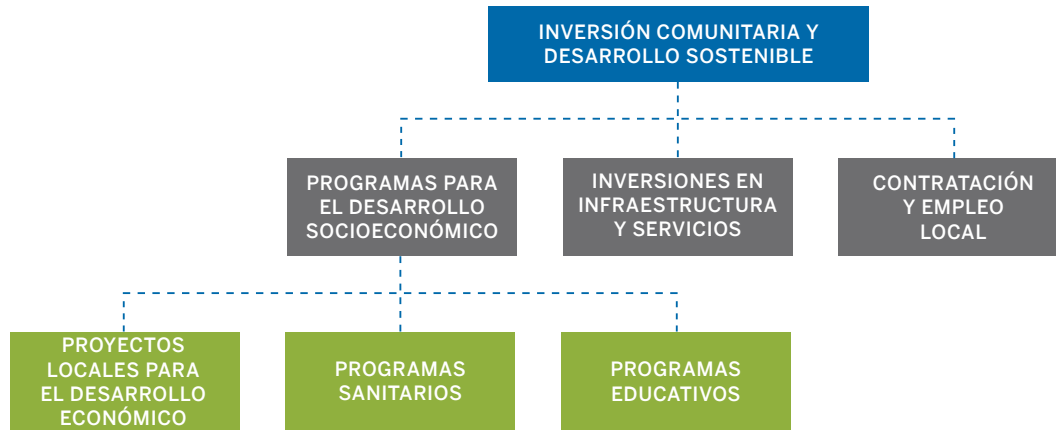 INVERSIÓN COMUNITARIA Y
DESARROLLO SOSTENIBLE
PROGRAMAS PARA
EL DESARROLLO
SOCIOECONÓMICO
INVERSIONES EN
INFRAESTRUCTURA
Y SERVICIOS
CONTRATACIÓN
Y EMPLEO
LOCAL
PROYECTOS
LOCALES PARA
EL DESARROLLO
ECONÓMICO
PROGRAMAS
SANITARIOS
PROGRAMAS
EDUCATIVOS